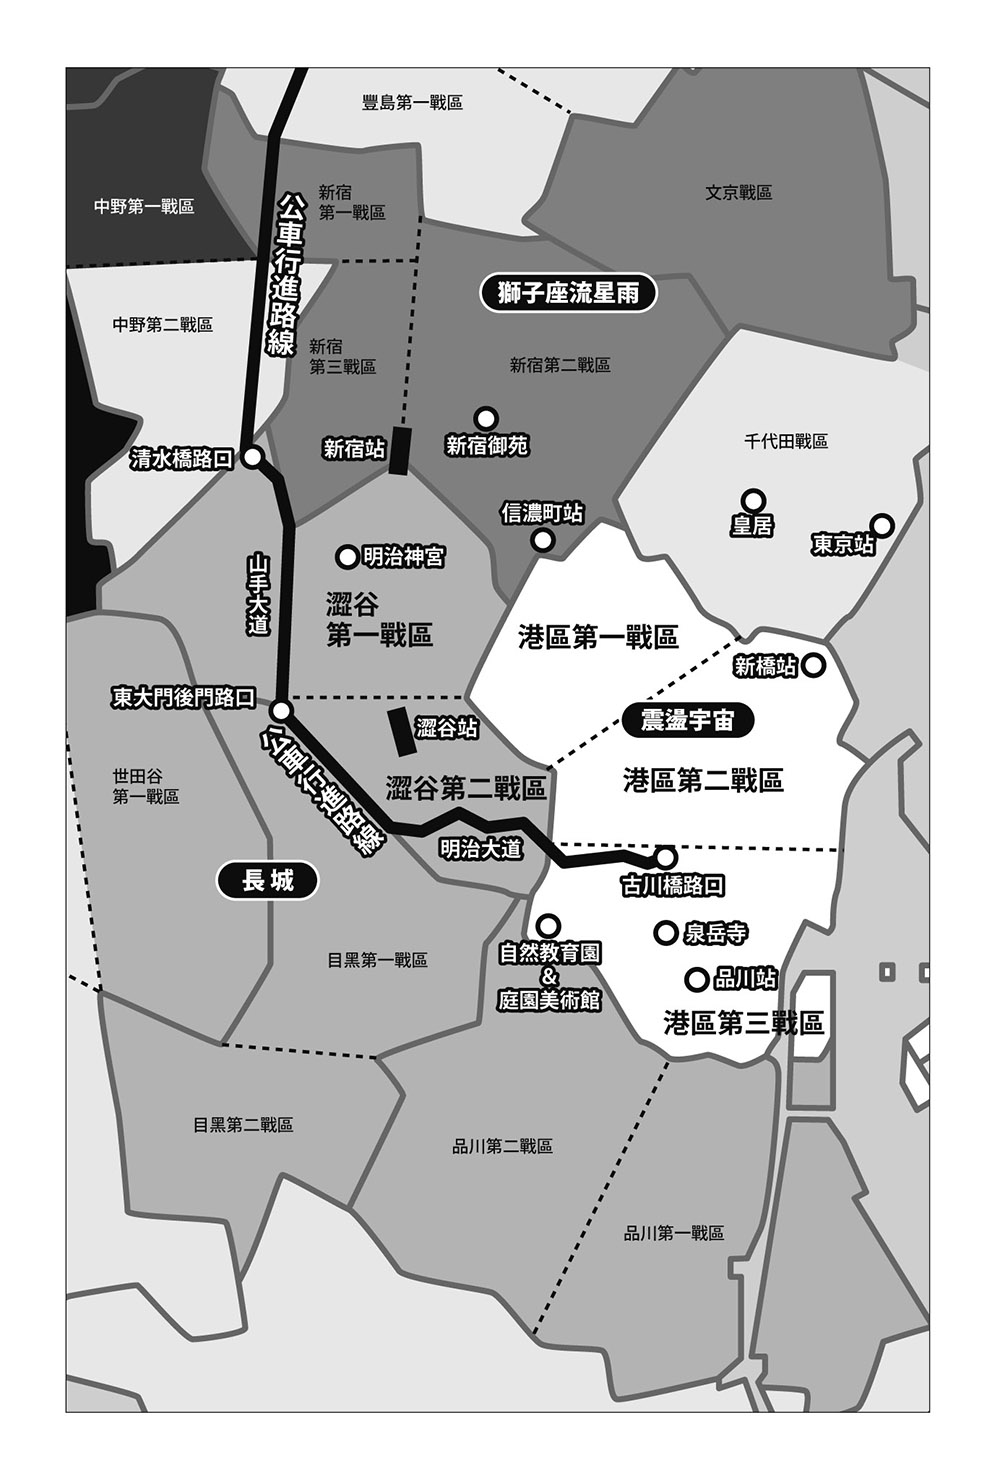 豐島第一戰區
文京戰區
中野第一戰區
新宿
第一戰區
公車行進路線
獅子座流星雨
中野第二戰區
新宿
第三戰區
新宿第二戰區
新宿御苑
新宿站
清水橋路口
千代田戰區
皇居
東京站
信濃町站
明治神宮
山手大道
澀谷
第一戰區
港區第一戰區
新橋站
東大門後門路口
澀谷站
震盪宇宙
公車行進路線
世田谷
第一戰區
澀谷第二戰區
港區第二戰區
明治大道
長城
古川橋路口
泉岳寺
自然教育園
&
庭園美術館
目黑第一戰區
品川站
港區第三戰區
目黑第二戰區
品川第二戰區
品川第一戰區